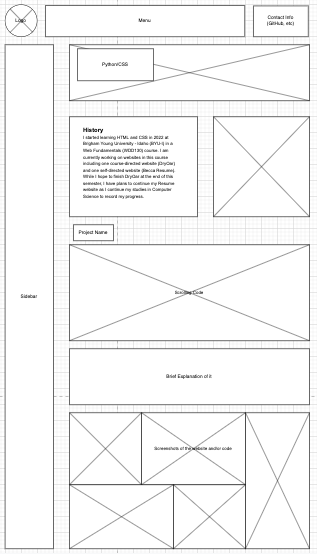 Logo
Menu
Contact Info
(GitHub, etc)
Python/CSS
History
I started learning HTML and CSS in 2022 at
Brigham Young University - Idaho (BYU-I) in a
Web Fundamentals (WDD130) course. I am
currently working on websites in this course
including one course-directed website (DryOar)
and one self-directed website (Becca Resume).
While I hope to finish DryOar at the end of this
semester, I have plans to continue my Resume
website as I continue my studies in Computer
Science to record my progress.
Project Name
Sidebar
Scrolling Code
Brief Explanation of it
Screenshots of the website and/or code